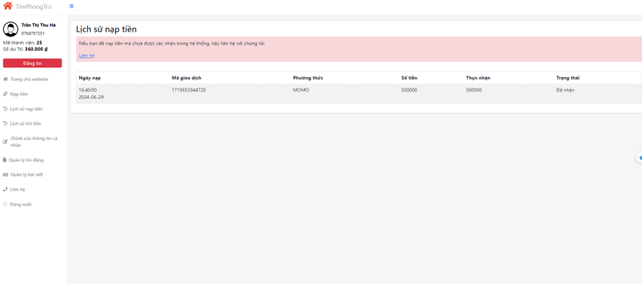 TimPhongTro
Trần Thị Thu Hà
0764797201
Mã thành viên: 25
Số dư TK: 360.000 ₫
Đăng tin
Trang chủ website
Nạp tiền
Lịch sử nạp tiền
Lịch sử trừ tiền
Chỉnh sửa thông tin cá
nhân
Quản lý tin đăng
Quản lý bài viết
Liên hệ
Đăng xuất
Lịch sử nạp tiền
Nếu bạn đã nạp tiền mà chưa được xác nhận trong hệ thống, hãy liên hệ với chúng tôi
Liên hệ
Ngày nạp Mã giao dịch Phương thức Số tiền Thực nhận Trạng thái
16:40:00 1719653944720 MOMO 500000 500000 Đã nhận
2024-06-29